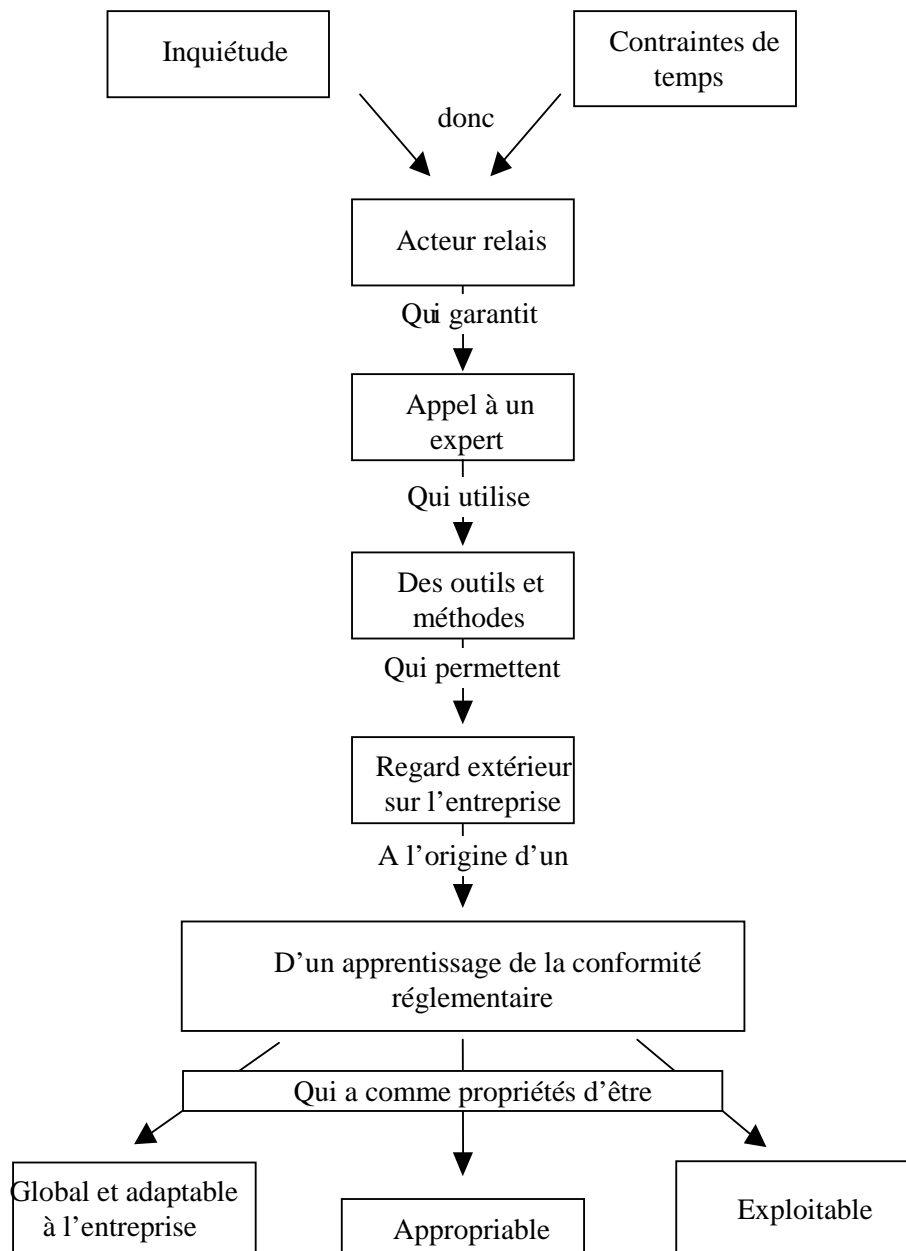 Inquiétude
Contraintes de
temps
donc
Acteur relais
Qui garantit
Appel à un
expert
Qui utilise
Des outils et
méthodes
Qui permettent
Regard extérieur
sur l’entreprise
A l’origine d’un
D’un apprentissage de la conformité
réglementaire
Qui a comme propriétés d’être
Global et adaptable
à l’entreprise
Appropriable
Exploitable